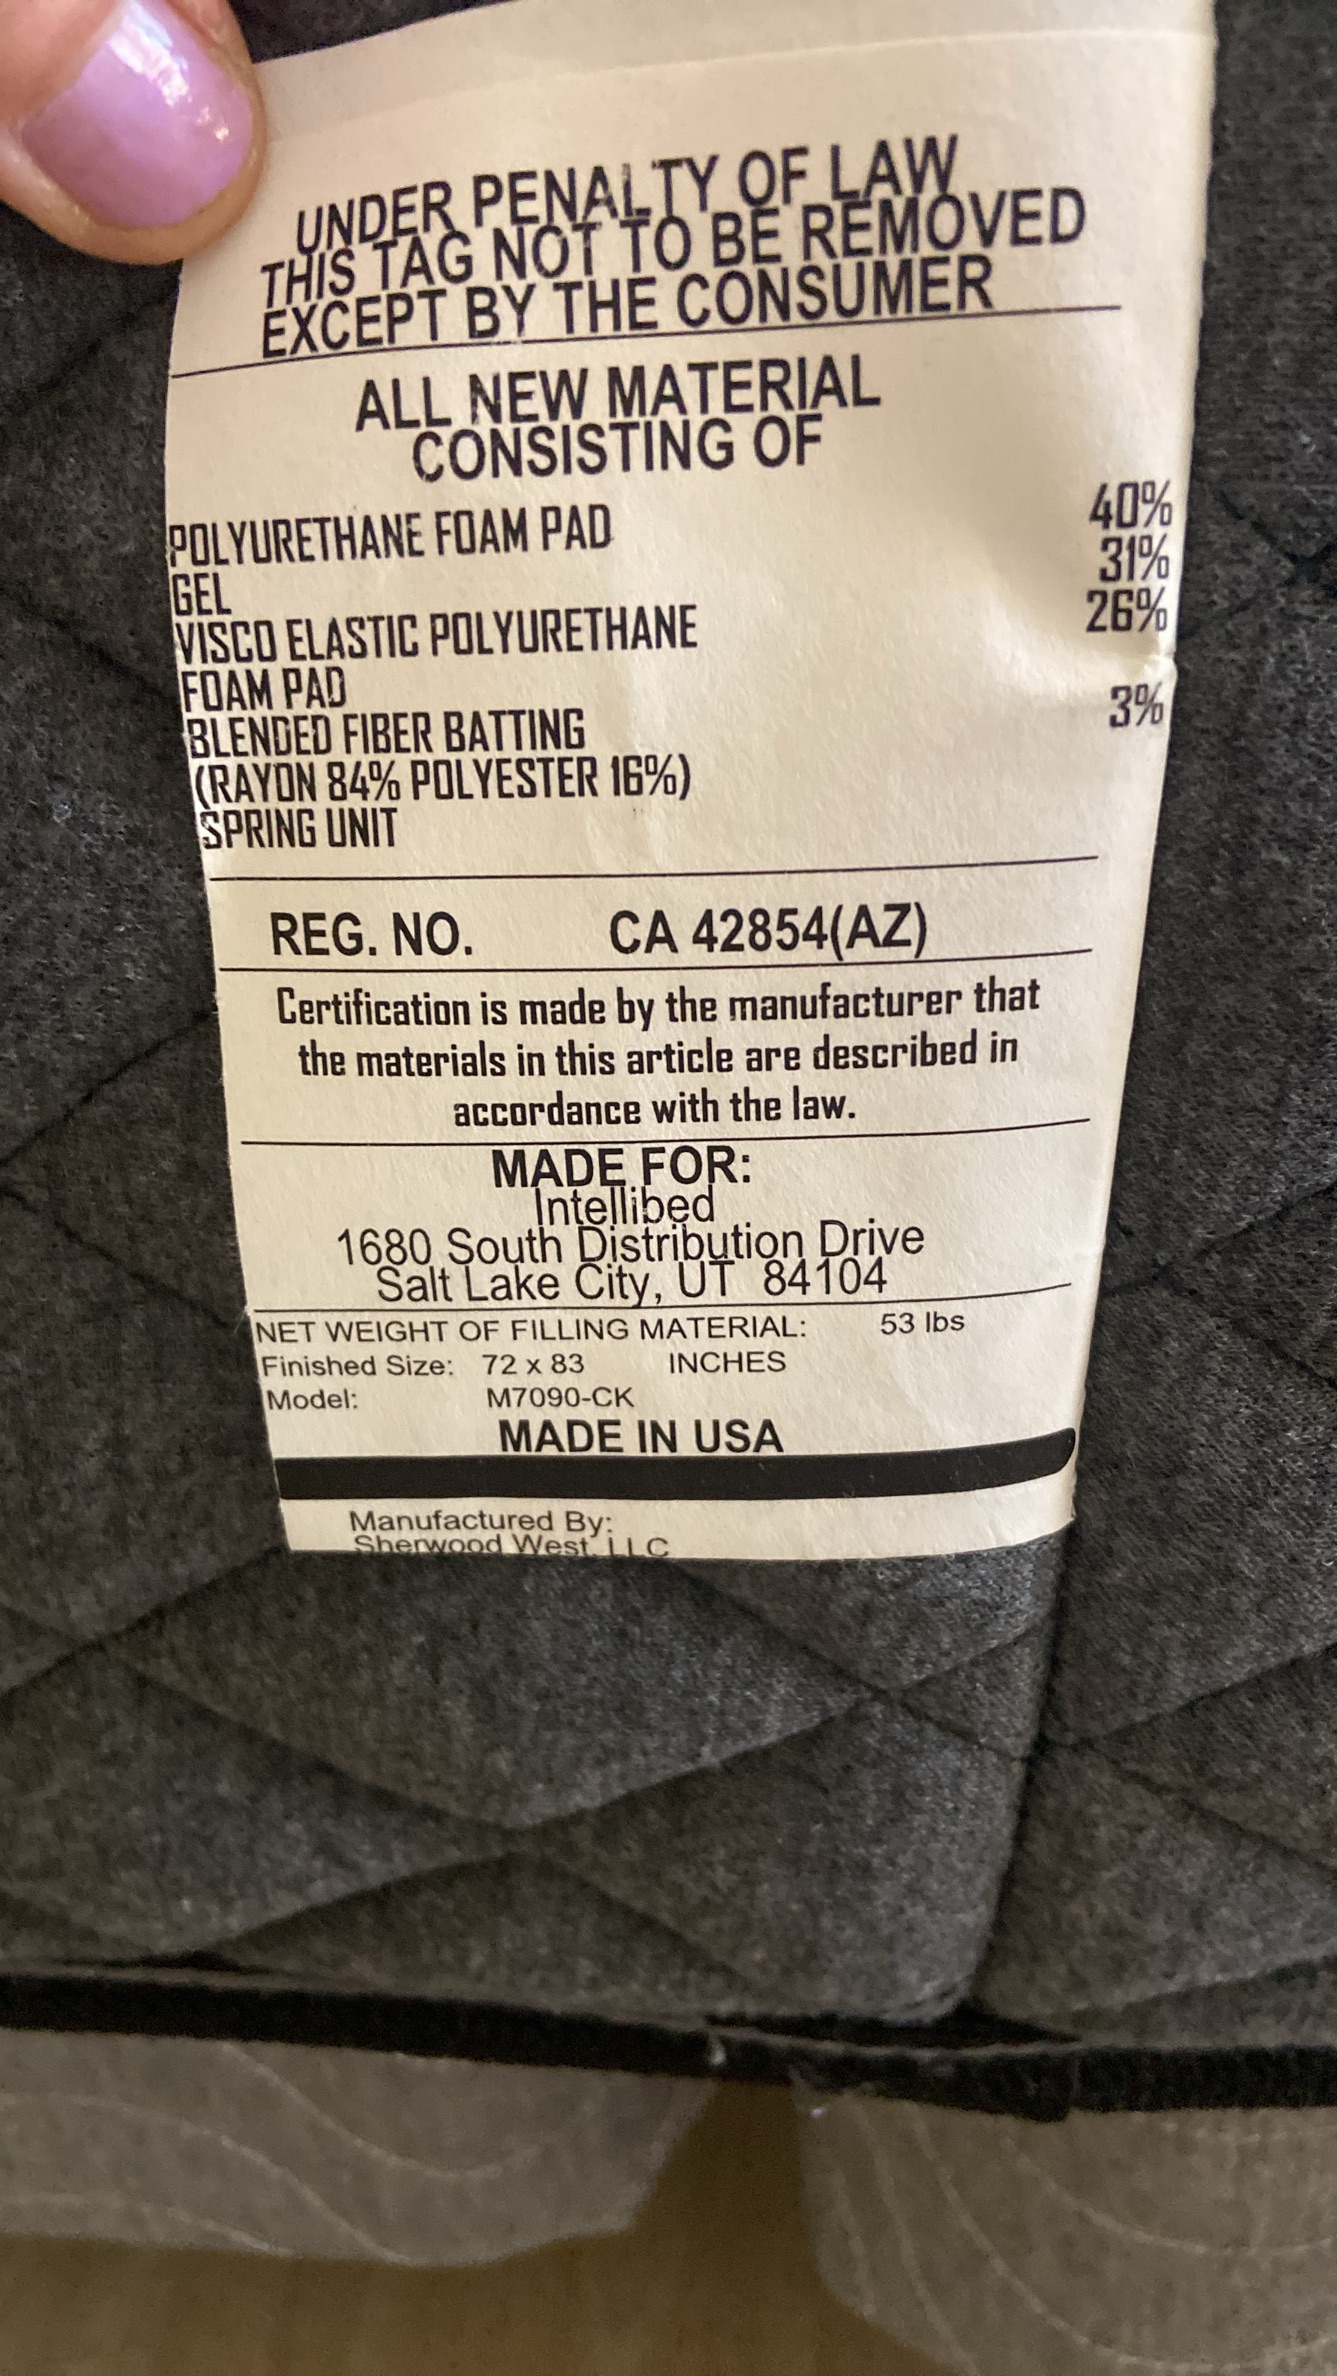 UNDER PENALTY OF LAW
THIS TAG NOT TO BE REMOVED
EXCEPT BY THE CONSUMER
ALL NEW MATERIAL
CONSISTING OF
POLYURETHANE FOAM PAD 40%
GEL 31%
VISCO ELASTIC POLYURETHANE 26%
FOAM PAD
BLENDED FIBER BATTING 3%
(RAYON 84% POLYESTER 16%)
SPRING UNIT
REG. NO. CA 42854(AZ)
Certification is made by the manufacturer that
the materials in this article are described in
accordance with the law.
MADE FOR:
Intellibed
1680 South Distribution Drive
Salt Lake City, UT 84104
NET WEIGHT OF FILLING MATERIAL: 53 lbs
Finished Size: 72 x 83 INCHES
Model: M7090-CK
MADE IN USA
Manufactured By:
Sherwood West, LLC